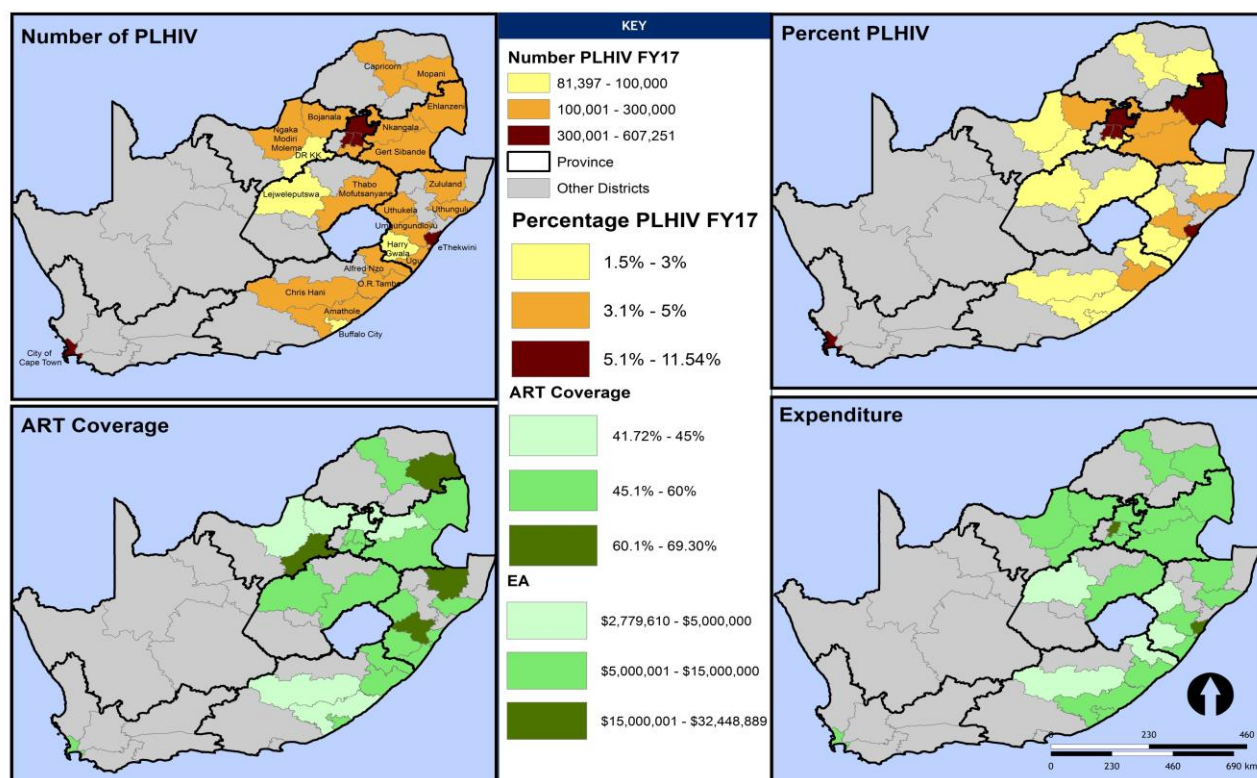 Number of PLHIV
Capricorn
Mopani
Ehlanzeni
Bojanala
Nkangala
Ngaka
Modiri
Molema
DR KK
Gert Sibande
Lejweleputswa
Thabo
Mofutsanyane
Zululand
Uthukela
Uthungulu
Umgungundlovu
eThekwini
Harry
Gwala
Ugu
Alfred Nzo
O.R.Tambo
Chris Hani
Amathole
Buffalo City
City of
Cape Town
KEY
Number PLHIV FY17
81,397 - 100,000
100,001 - 300,000
300,001 - 607,251
Province
Other Districts
Percentage PLHIV FY17
1.5% - 3%
3.1% - 5%
5.1% - 11.54%
ART Coverage
41.72% - 45%
45.1% - 60%
60.1% - 69.30%
EA
$2,779,610 - $5,000,000
$5,000,001 - $15,000,000
$15,000,001 - $32,448,889
Percent PLHIV
ART Coverage
Expenditure
0 230 460
0 230 460 690 km